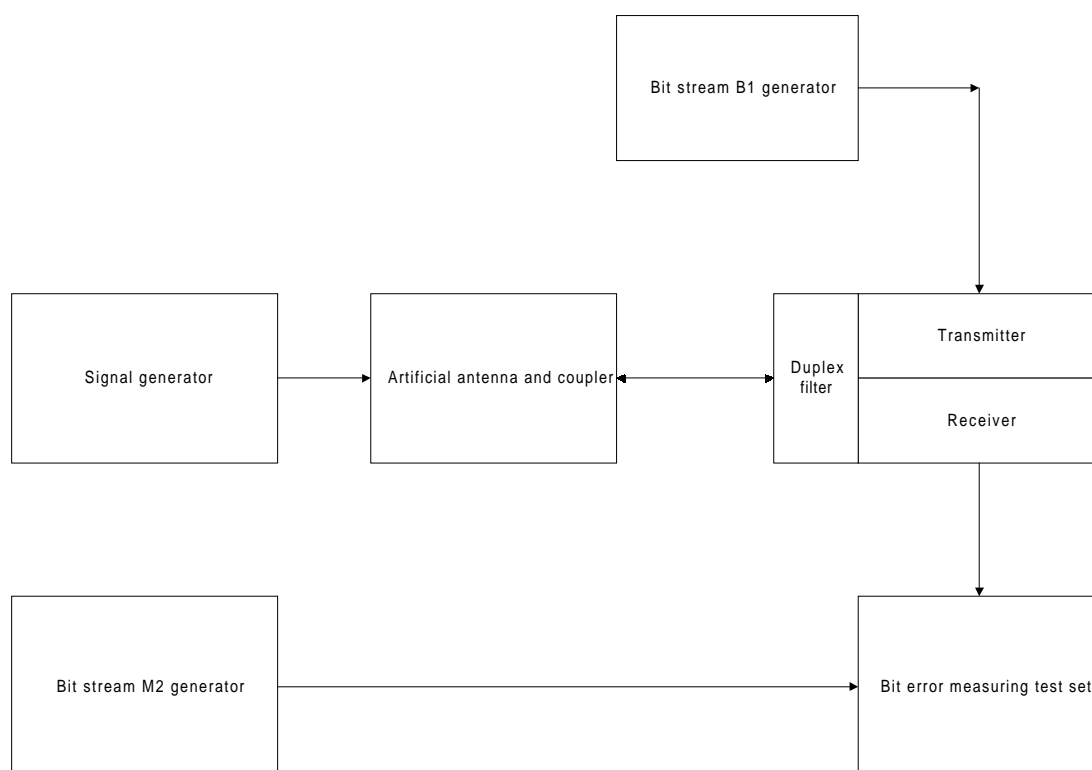 Bit stream B1 generator
Transmitter
Signal generator
Artificial antenna and coupler
Duplex
filter
Receiver
Bit stream M2 generator
Bit error measuring test set